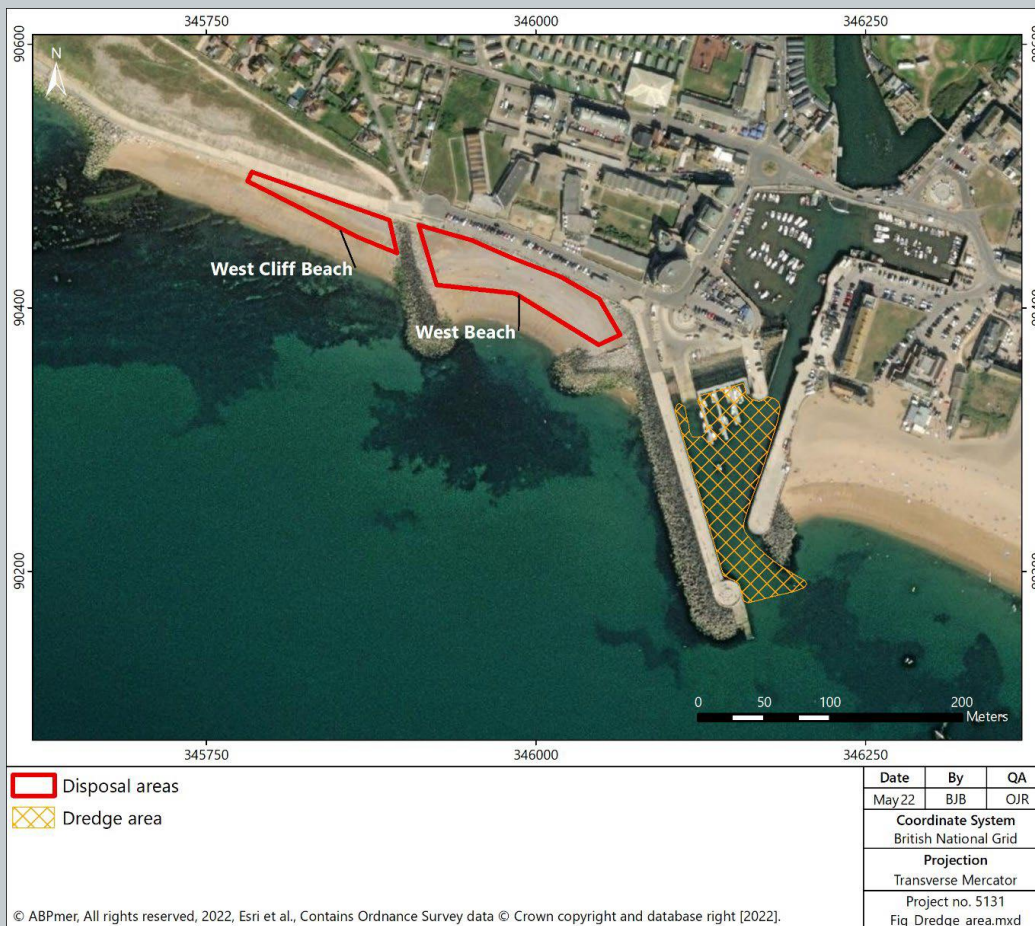 345750 346000 346250
90600
N
West Cliff Beach
90400
West Beach
90200
0 50 100 200
Meters
345750 346000 346250
Disposal areas
Dredge area
Date By QA
May 22 BJB OJR
Coordinate System
British National Grid
Projection
Transverse Mercator
Project no. 5131
Fig_Dredge_area.mxd
© ABPmer, All rights reserved, 2022, Esri et al., Contains Ordnance Survey data © Crown copyright and database right [2022].